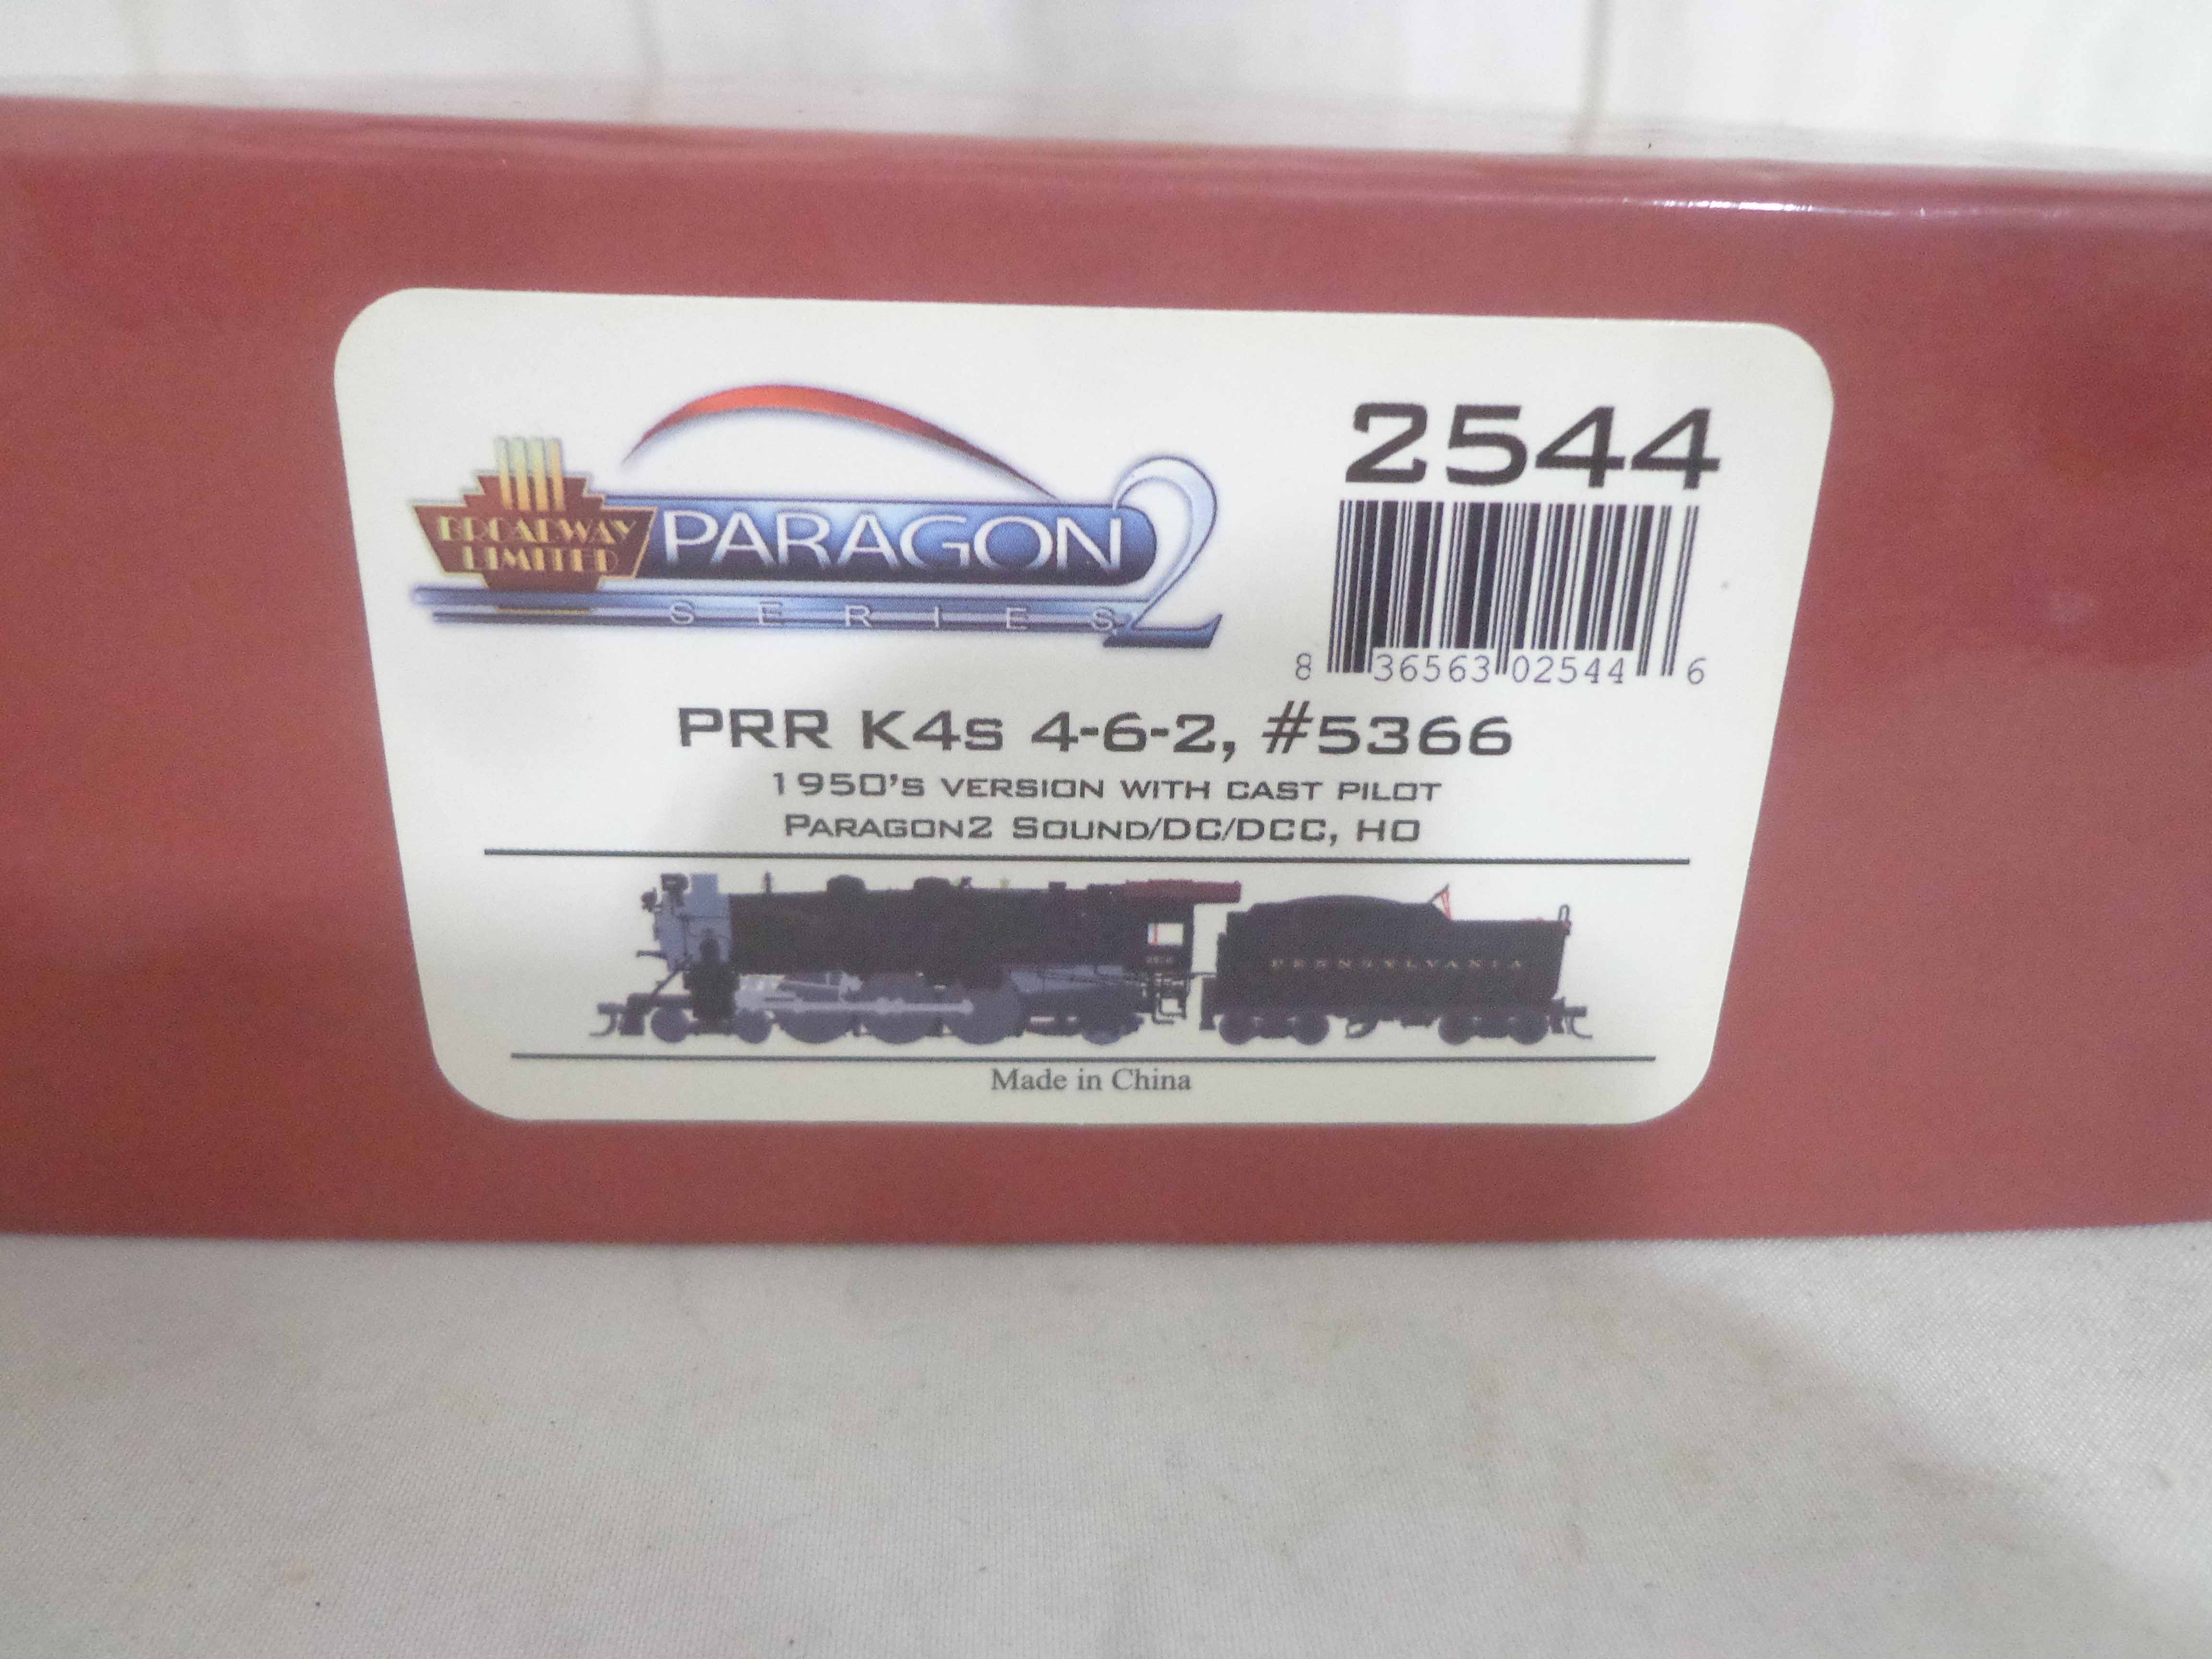 BROADWAY
LIMITED
PARAGON 2
SERIES
2544
8 36563 02544 6
PRR K4s 4-6-2, #5366
1950's VERSION WITH CAST PILOT
PARAGON2 SOUND/DC/DCC, HO
PENNSYLVANIA
Made in China